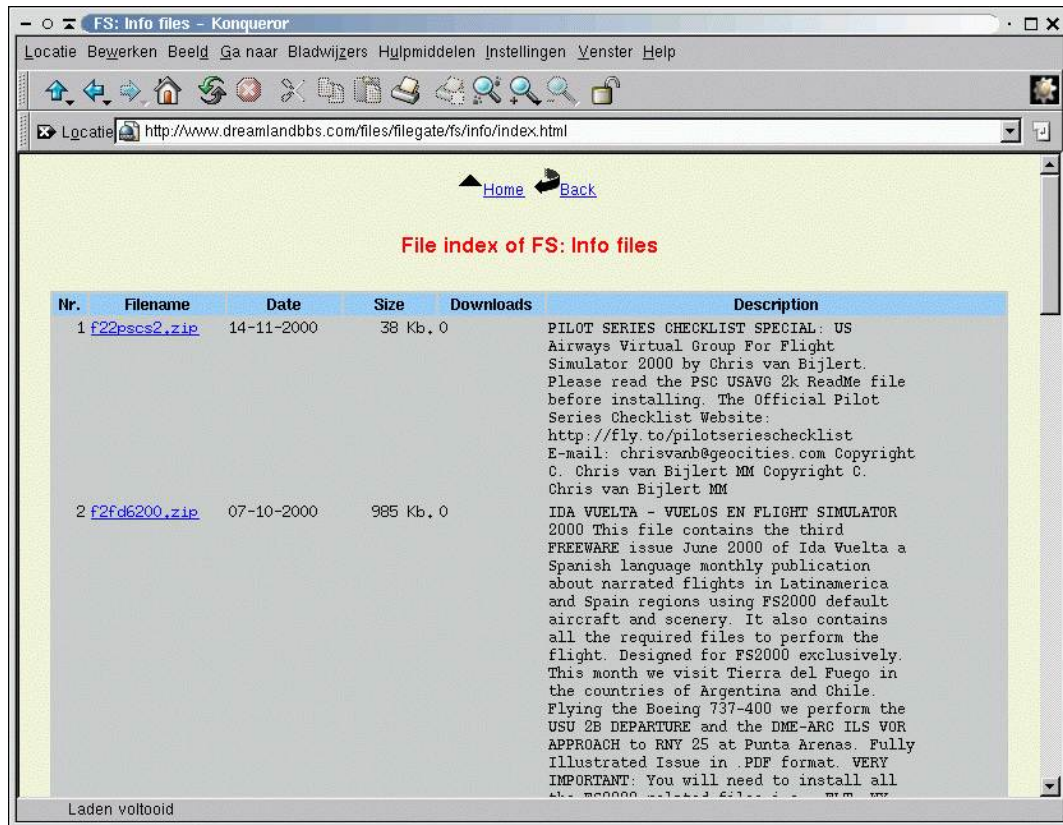 FS: Info files - Konqueror
Locatie Bewerken Beeld Ga naar Bladwijzers Hulpmiddelen Instellingen Venster Help
Locatie http://www.dreamlandbbs.com/files/filegate/fs/info/index.html
Home Back
File index of FS: Info files
Nr. Filename Date Size Downloads Description
1 f22pscs2.zip 14-11-2000 38 Kb. 0 PILOT SERIES CHECKLIST SPECIAL: US
Airways Virtual Group For Flight
Simulator 2000 by Chris van Bijlert.
Please read the PSC USAVG 2k ReadMe file
before installing. The Official Pilot
Series Checklist Website:
http://fly.to/pilotserieschecklist
E-mail: chrisvanb@geocities.com Copyright
C. Chris van Bijlert MM Copyright C.
Chris van Bijlert MM
2 f2fd6200.zip 07-10-2000 985 Kb. 0 IDA VUELTA - VUELOS EN FLIGHT SIMULATOR
2000 This file contains the third
FREEWARE issue June 2000 of Ida Vuelta a
Spanish language monthly publication
about narrated flights in Latinamerica
and Spain regions using FS2000 default
aircraft and scenery. It also contains
all the required files to perform the
flight. Designed for FS2000 exclusively.
This month we visit Tierra del Fuego in
the countries of Argentina and Chile.
Flying the Boeing 737-400 we perform the
USU 2B DEPARTURE and the DME-ARC ILS VOR
APPROACH to RNY 25 at Punta Arenas. Fully
Illustrated Issue in .PDF format. VERY
IMPORTANT: You will need to install all
Laden voltooid